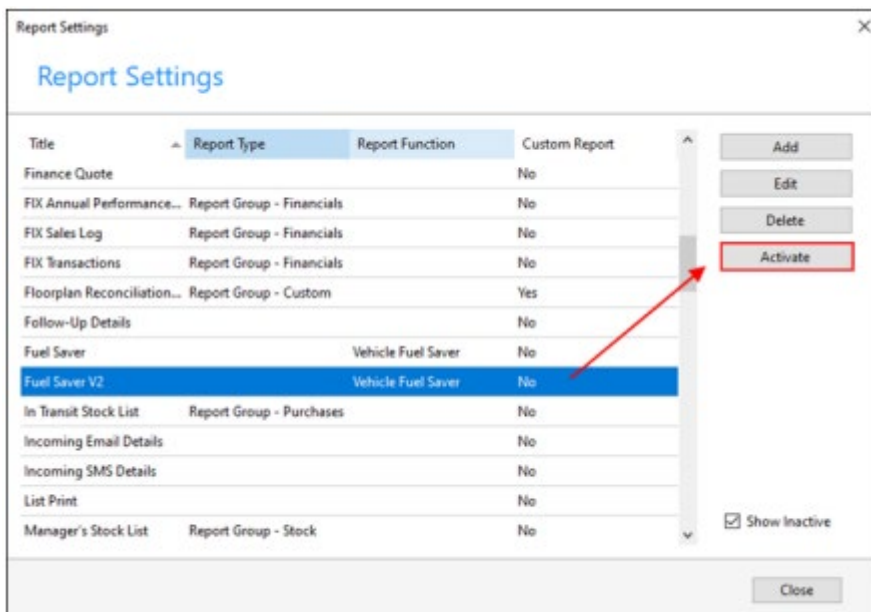 Report Settings
Report Settings
Title Report Type Report Function Custom Report
Finance Quote No
FIX Annual Performance... Report Group - Financials No
FIX Sales Log Report Group - Financials No
FIX Transactions Report Group - Financials No
Floorplan Reconciliation... Report Group - Custom Yes
Follow-Up Details No
Fuel Saver Vehicle Fuel Saver No
Fuel Saver V2 Vehicle Fuel Saver No
In Transit Stock List Report Group - Purchases No
Incoming Email Details No
Incoming SMS Details No
List Print No
Manager's Stock List Report Group - Stock No
Add
Edit
Delete
Activate
Show Inactive
Close